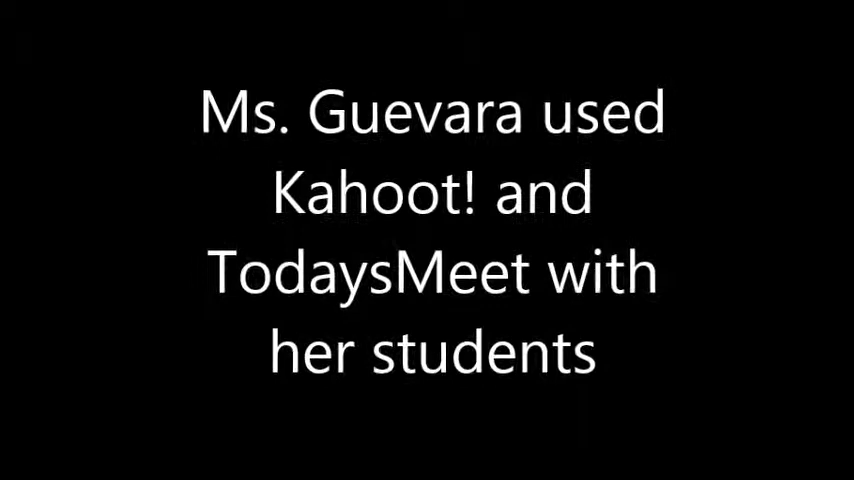 Ms. Guevara used
Kahoot! and
TodaysMeet with
her students